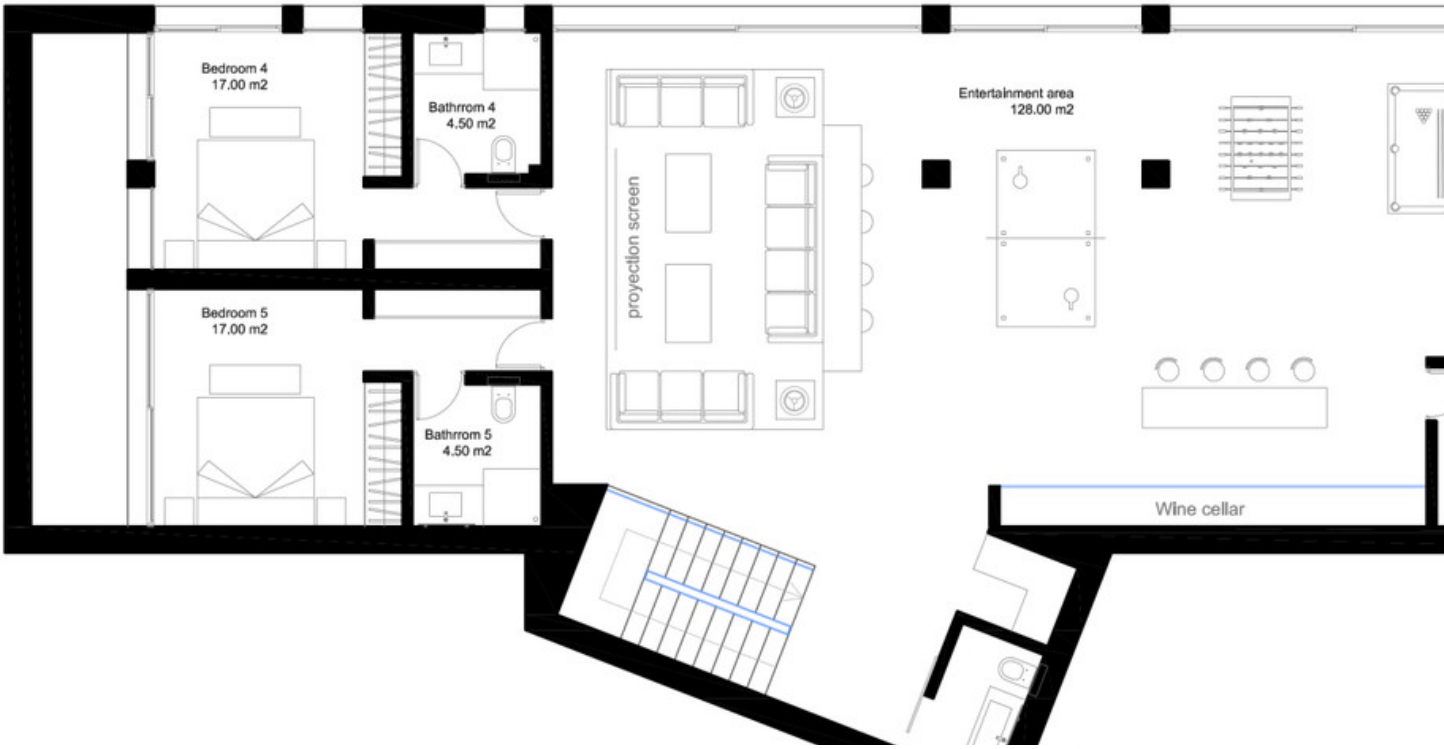 Bedroom 4
17.00 m2
Bathrrom 4
4.50 m2
Entertainment area
128.00 m2
proyection screen
Bedroom 5
17.00 m2
Bathrrom 5
4.50 m2
Wine cellar